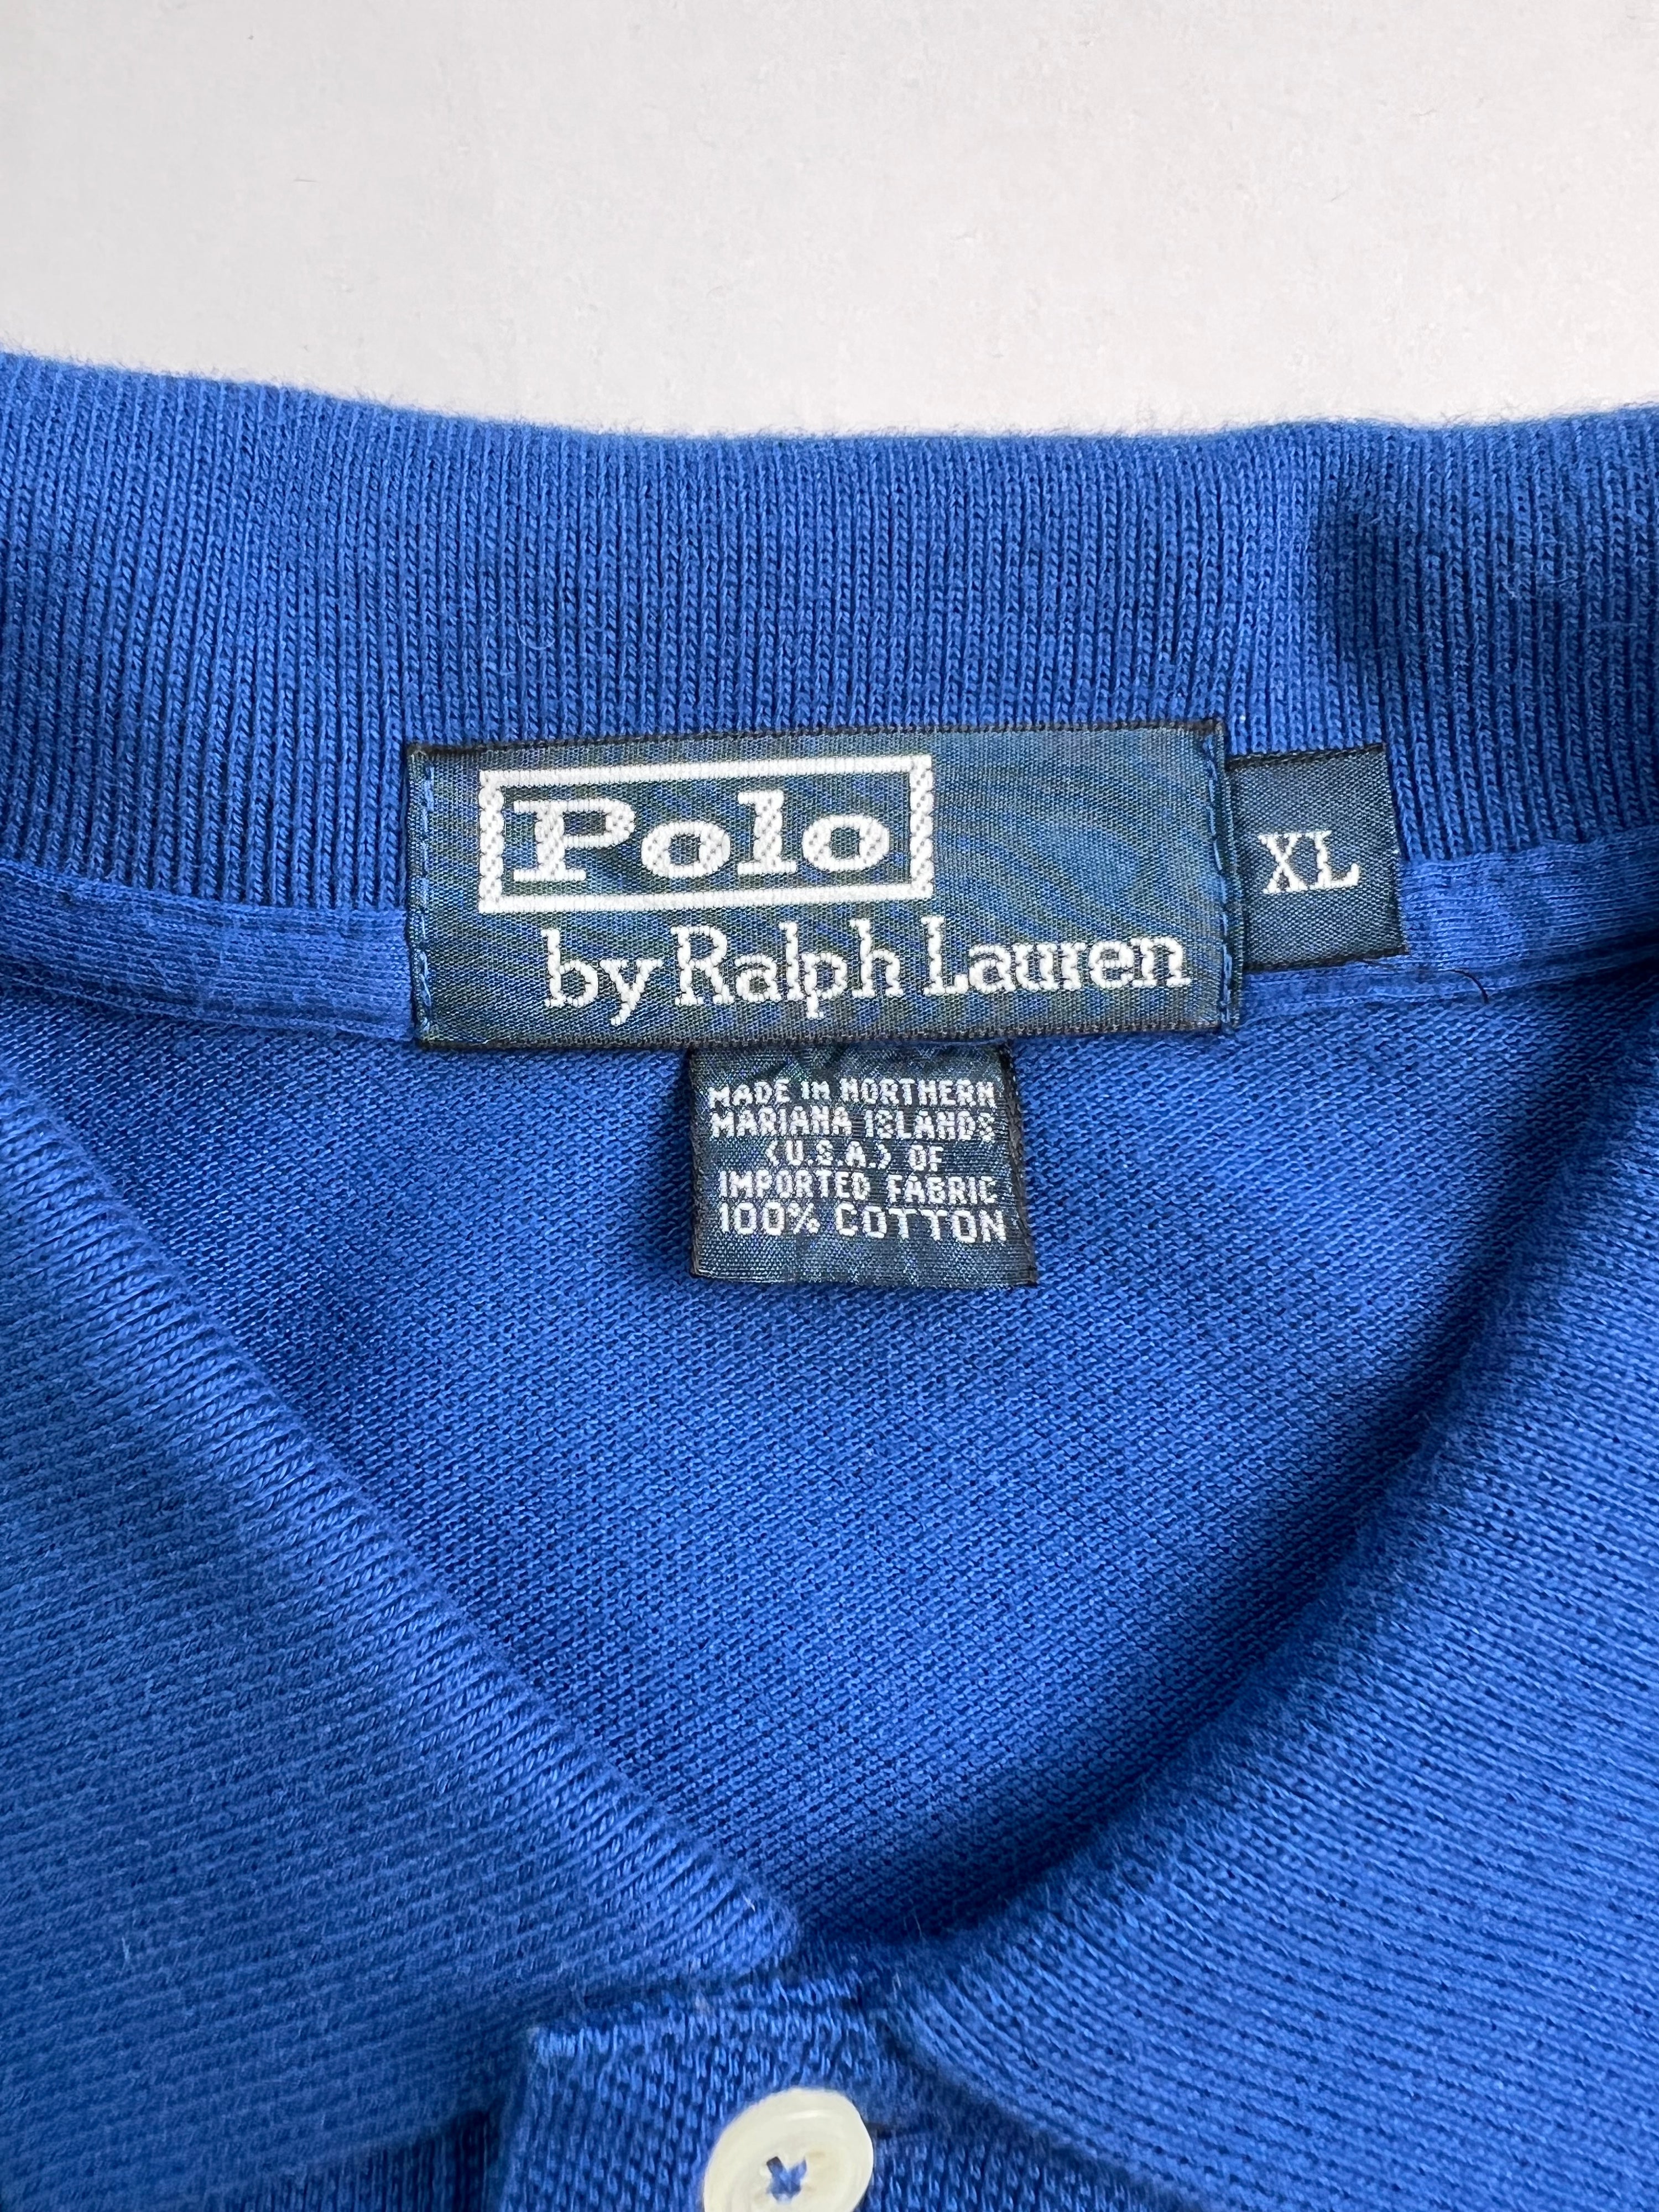 Polo
by Ralph Lauren
XL
MADE IN NORTHERN
MARIANA ISLANDS
(U.S.A.) OF
IMPORTED FABRIC
100% COTTON